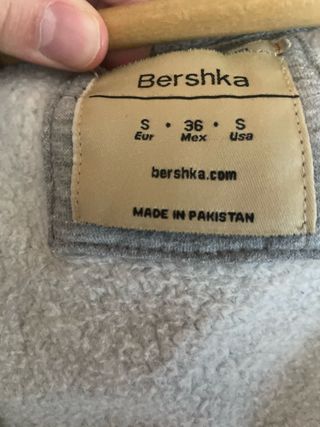 Bershka
S • 36 • S
Eur Mex Usa
bershka.com
MADE IN PAKISTAN